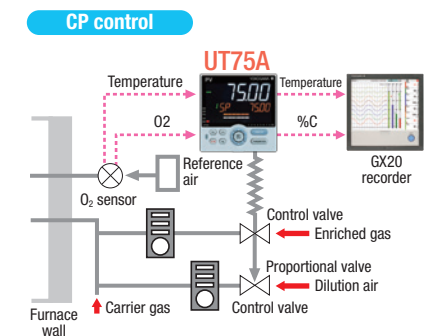 CP control
UT75A
Temperature
Temperature
PV
7500
SP 7500
O2
%C
Reference
air
GX20
recorder
O₂ sensor
Control valve
Enriched gas
Proportional valve
Dilution air
Carrier gas
Control valve
Furnace
wall